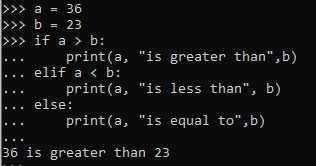 >>> a = 36
>>> b = 23
>>> if a > b:
...     print(a, "is greater than",b)
... elif a < b:
...     print(a, "is less than", b)
... else:
...     print(a, "is equal to",b)
...
36 is greater than 23